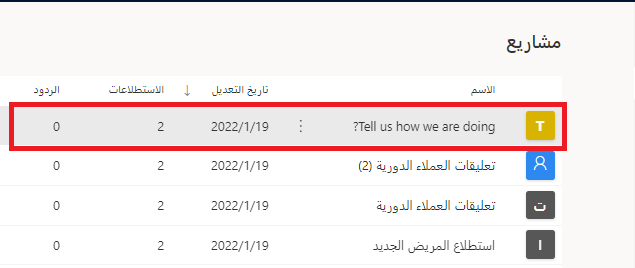 مشاريع
الاسم تاريخ التعديل ↓ الاستطلاعات الردود
T Tell us how we are doing? ⋮ 2022/1/19 2 0
تعليقات العملاء الدورية (2) 2022/1/19 2 0
ت تعليقات العملاء الدورية 2022/1/19 2 0
ا استطلاع المريض الجديد 2022/1/19 2 0